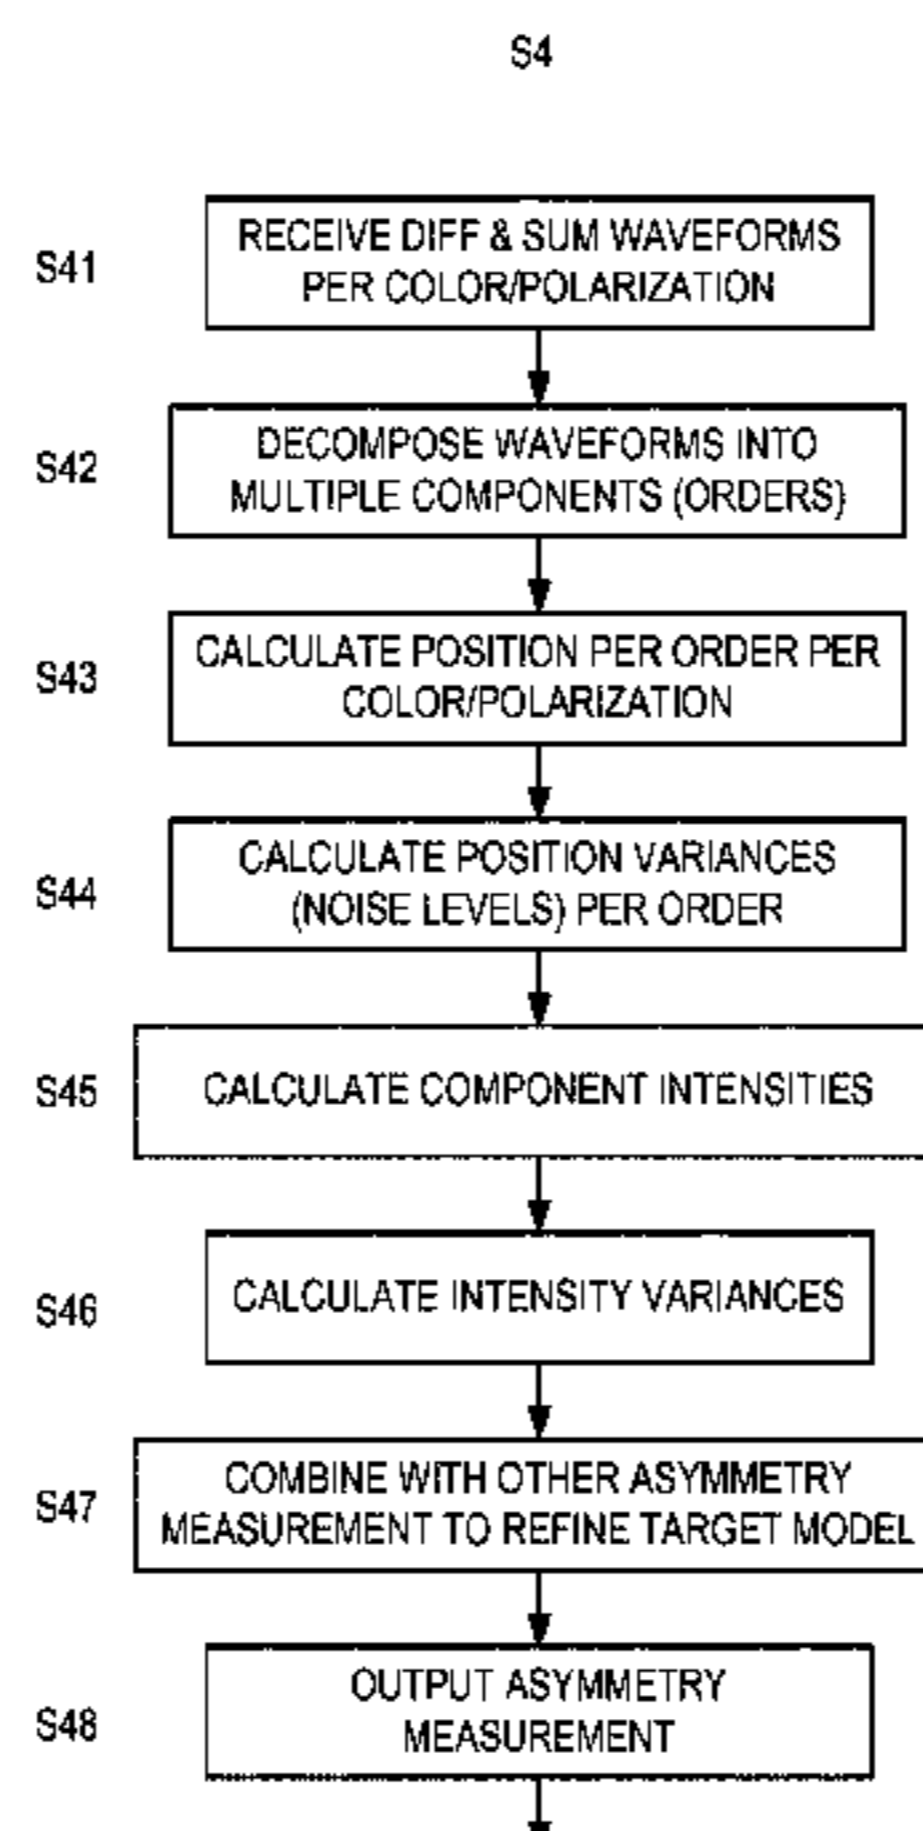 S4
S41
RECEIVE DIFF & SUM WAVEFORMS
PER COLOR/POLARIZATION
S42
DECOMPOSE WAVEFORMS INTO
MULTIPLE COMPONENTS (ORDERS)
S43
CALCULATE POSITION PER ORDER PER
COLOR/POLARIZATION
S44
CALCULATE POSITION VARIANCES
(NOISE LEVELS) PER ORDER
S45
CALCULATE COMPONENT INTENSITIES
S46
CALCULATE INTENSITY VARIANCES
S47
COMBINE WITH OTHER ASYMMETRY
MEASUREMENT TO REFINE TARGET MODEL
S48
OUTPUT ASYMMETRY
MEASUREMENT